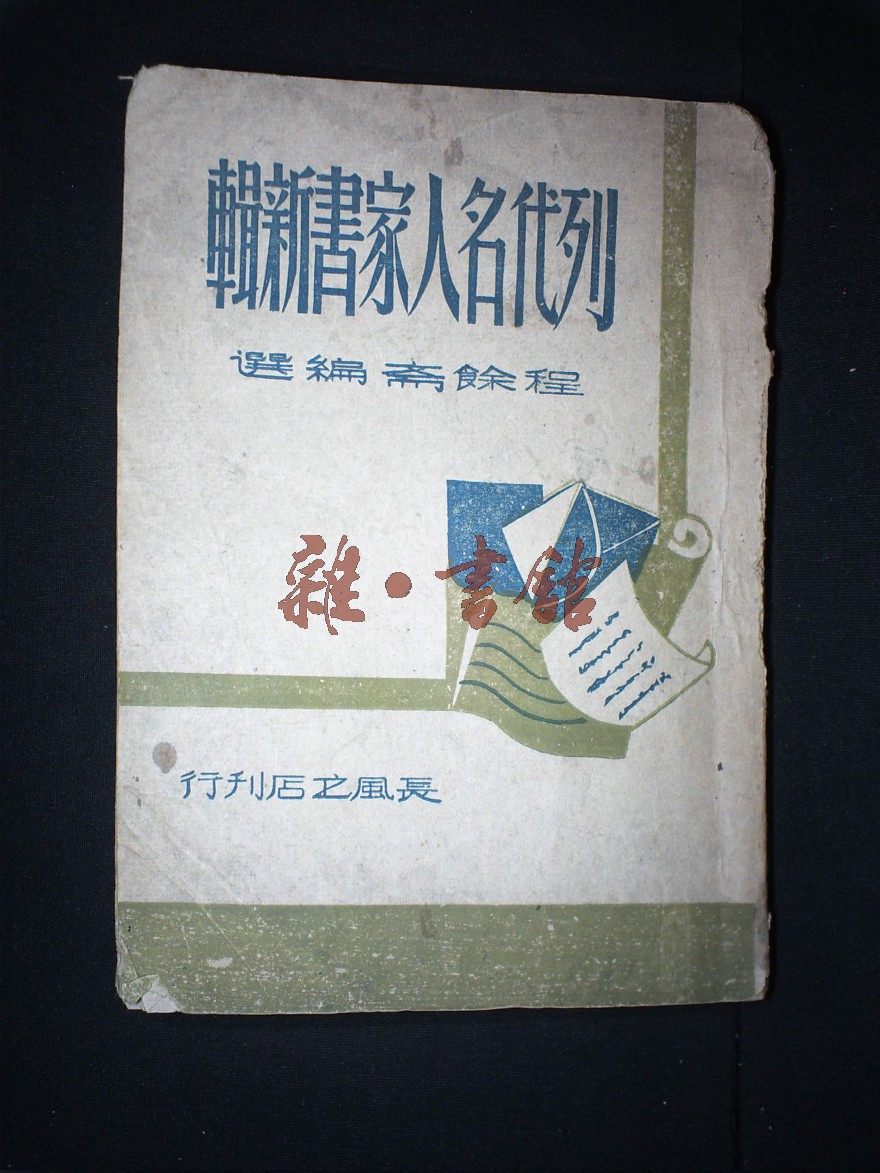 列代名人家書新輯
程餘齋編選
雜·書館
長風书店刊行